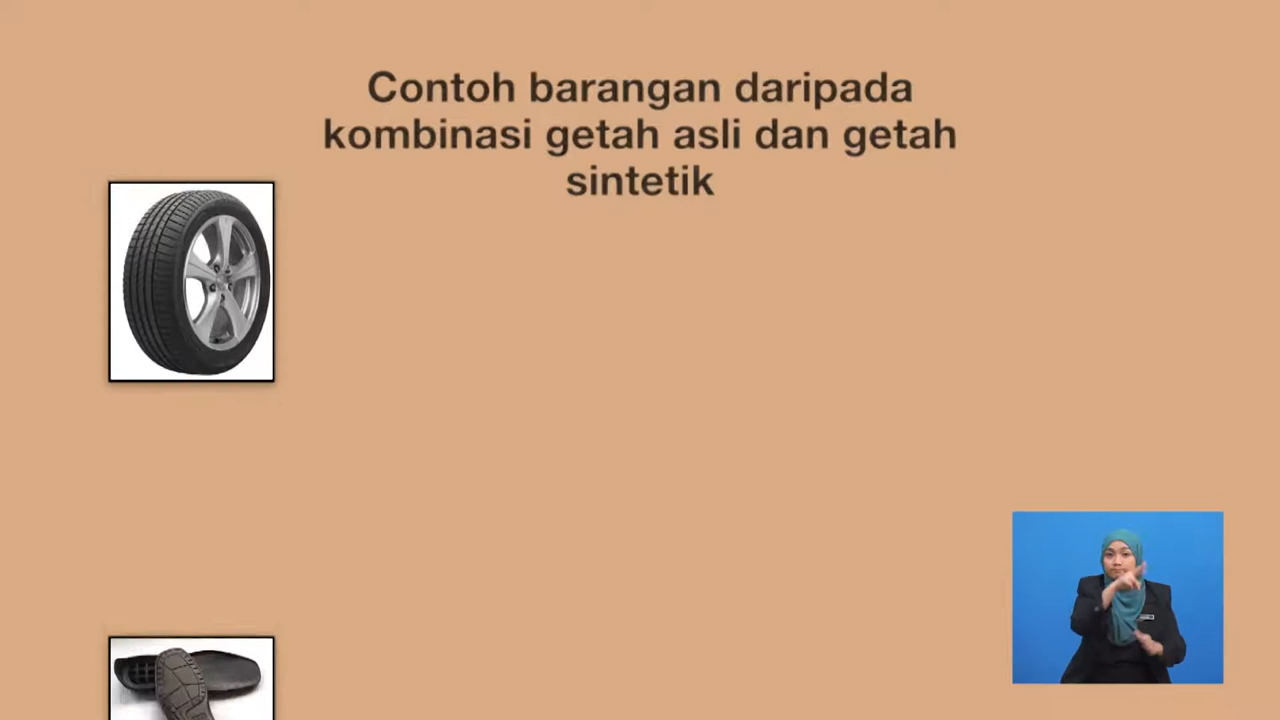 Contoh barangan daripada
kombinasi getah asli dan getah
sintetik